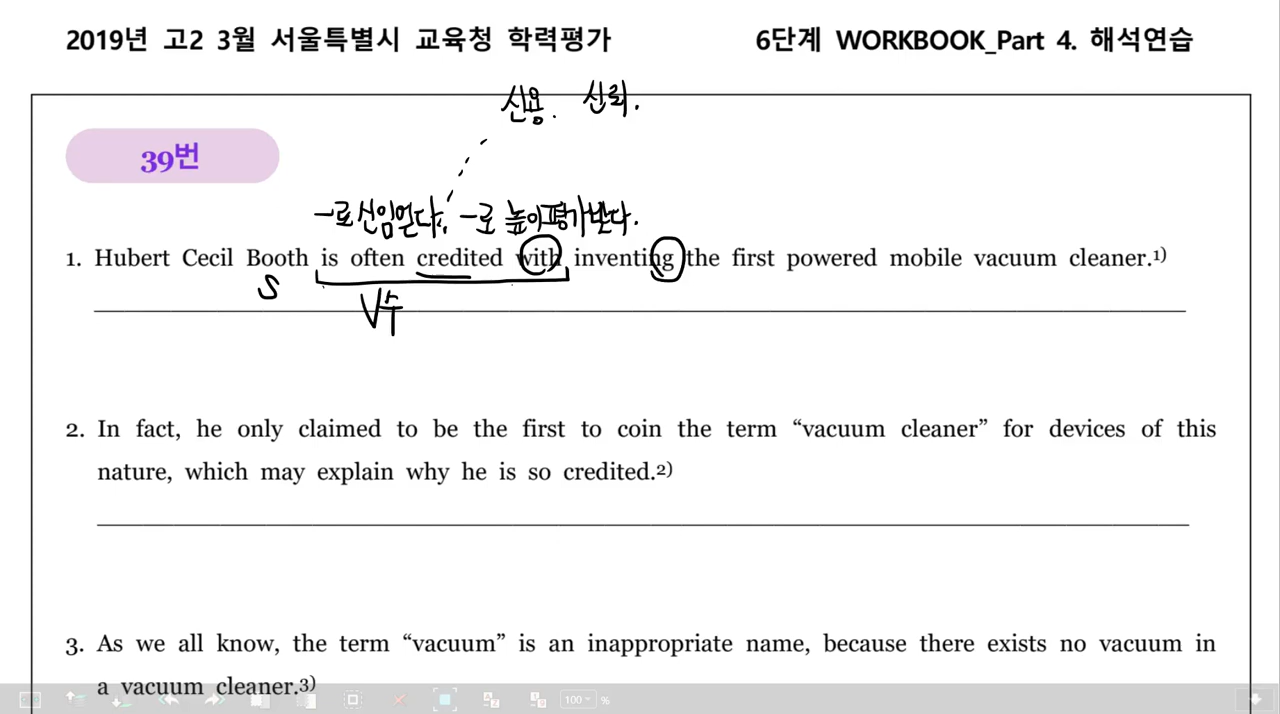 2019년 고2 3월 서울특별시 교육청 학력평가 6단계 WORKBOOK_Part 4. 해석연습
신용. 신뢰.
39번
-로 신임얻다, -로 높이평가받다.
1. Hubert Cecil Booth is often credited with inventing the first powered mobile vacuum cleaner.1)
S V수
2. In fact, he only claimed to be the first to coin the term “vacuum cleaner” for devices of this
nature, which may explain why he is so credited.2)
3. As we all know, the term “vacuum” is an inappropriate name, because there exists no vacuum in
a vacuum cleaner.3)
100 %